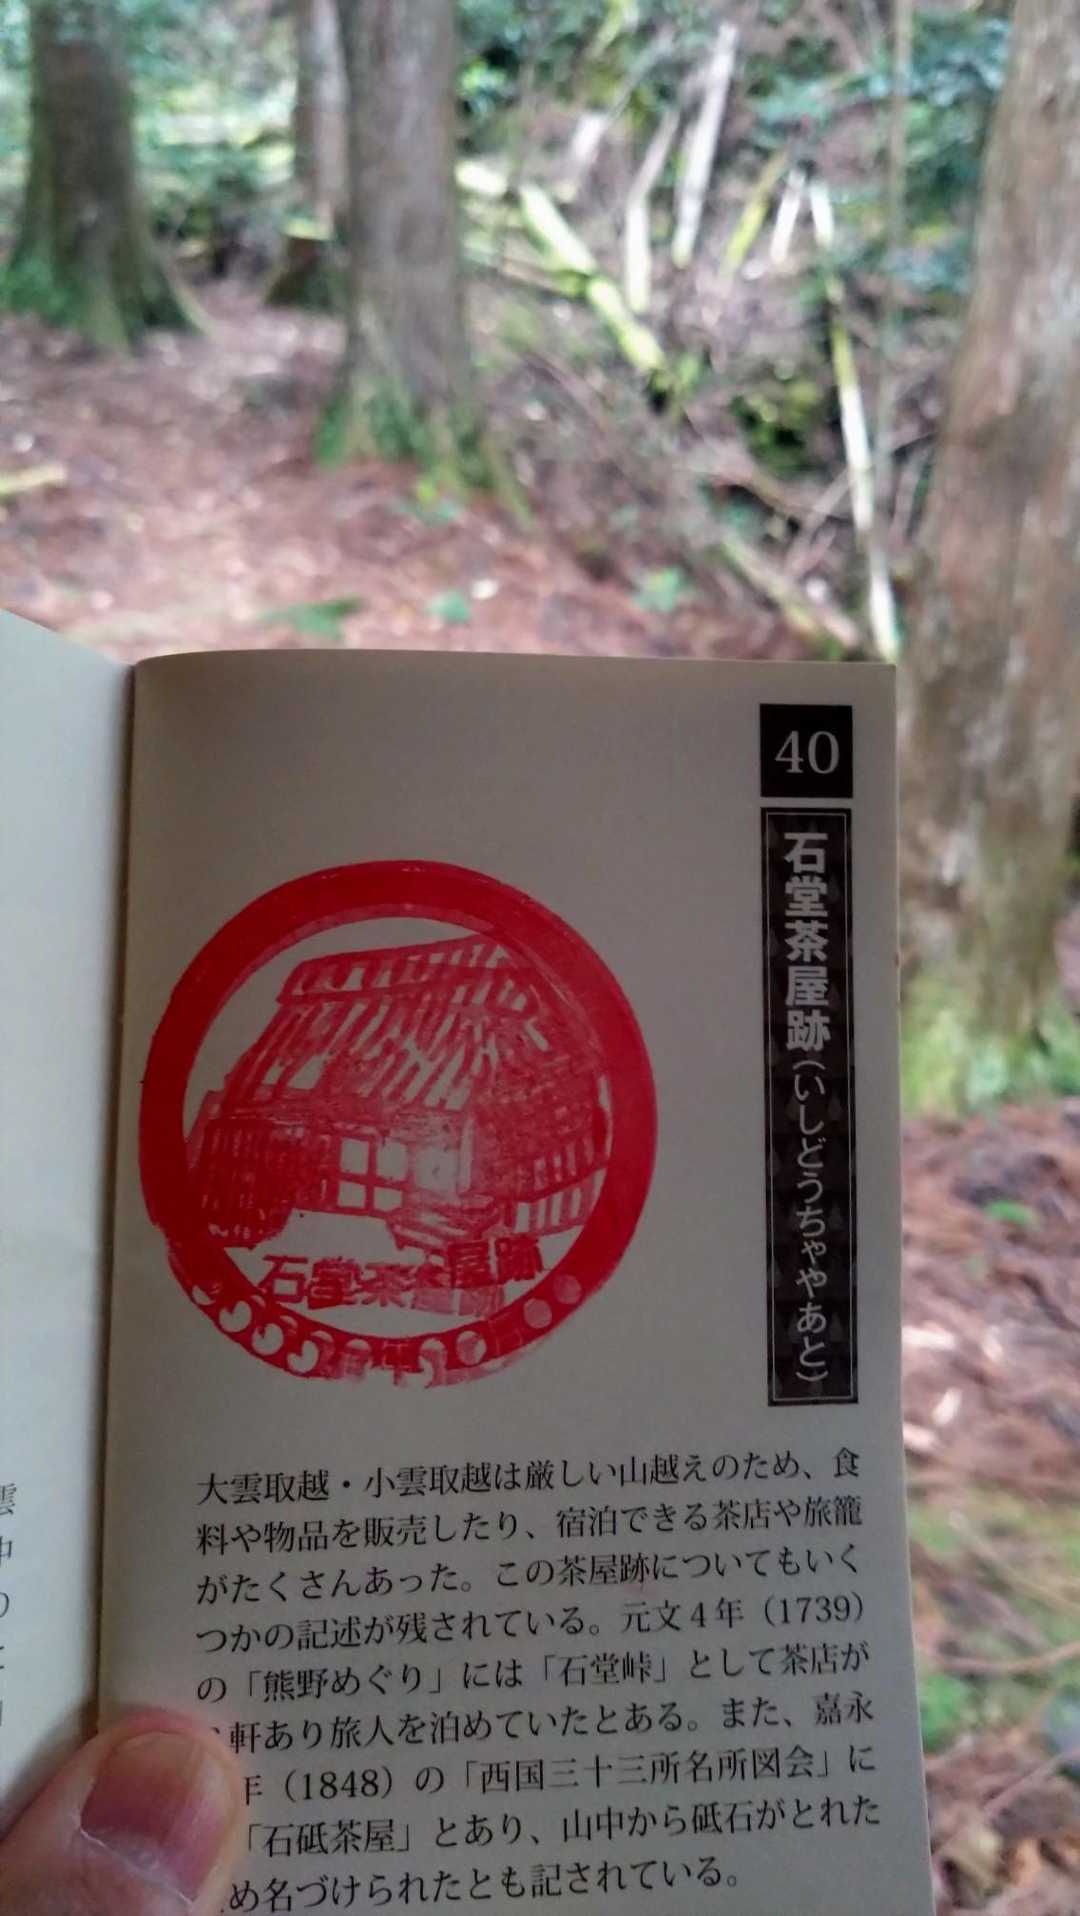 40
石堂茶屋跡(いしどうちゃやあと)
石堂茶屋跡
大雲取越・小雲取越は厳しい山越えのため、食
料や物品を販売したり、宿泊できる茶店や旅籠
がたくさんあった。この茶屋跡についてもいく
つかの記述が残されている。元文4年（1739）
の「熊野めぐり」には「石堂峠」として茶店が
軒あり旅人を泊めていたとある。また、嘉永
年（1848）の「西国三十三所名所図会」に
「石砥茶屋」とあり、山中から砥石がとれた
め名づけられたとも記されている。